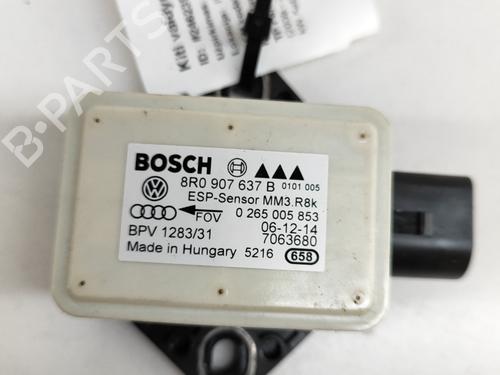 B-PARTS
BOSCH
8R0 907 637 B 0101 005
ESP-Sensor MM3.R8k
FOV 0 265 005 853
BPV 1283/31 06-12-14
7063680
Made in Hungary 5216 658